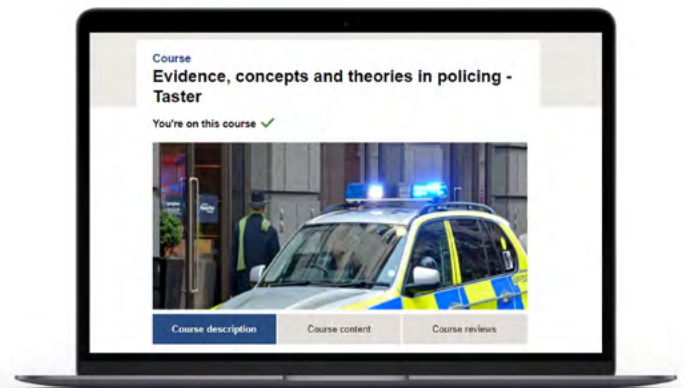 Course
Evidence, concepts and theories in policing -
Taster
You're on this course
Course description
Course content
Course reviews